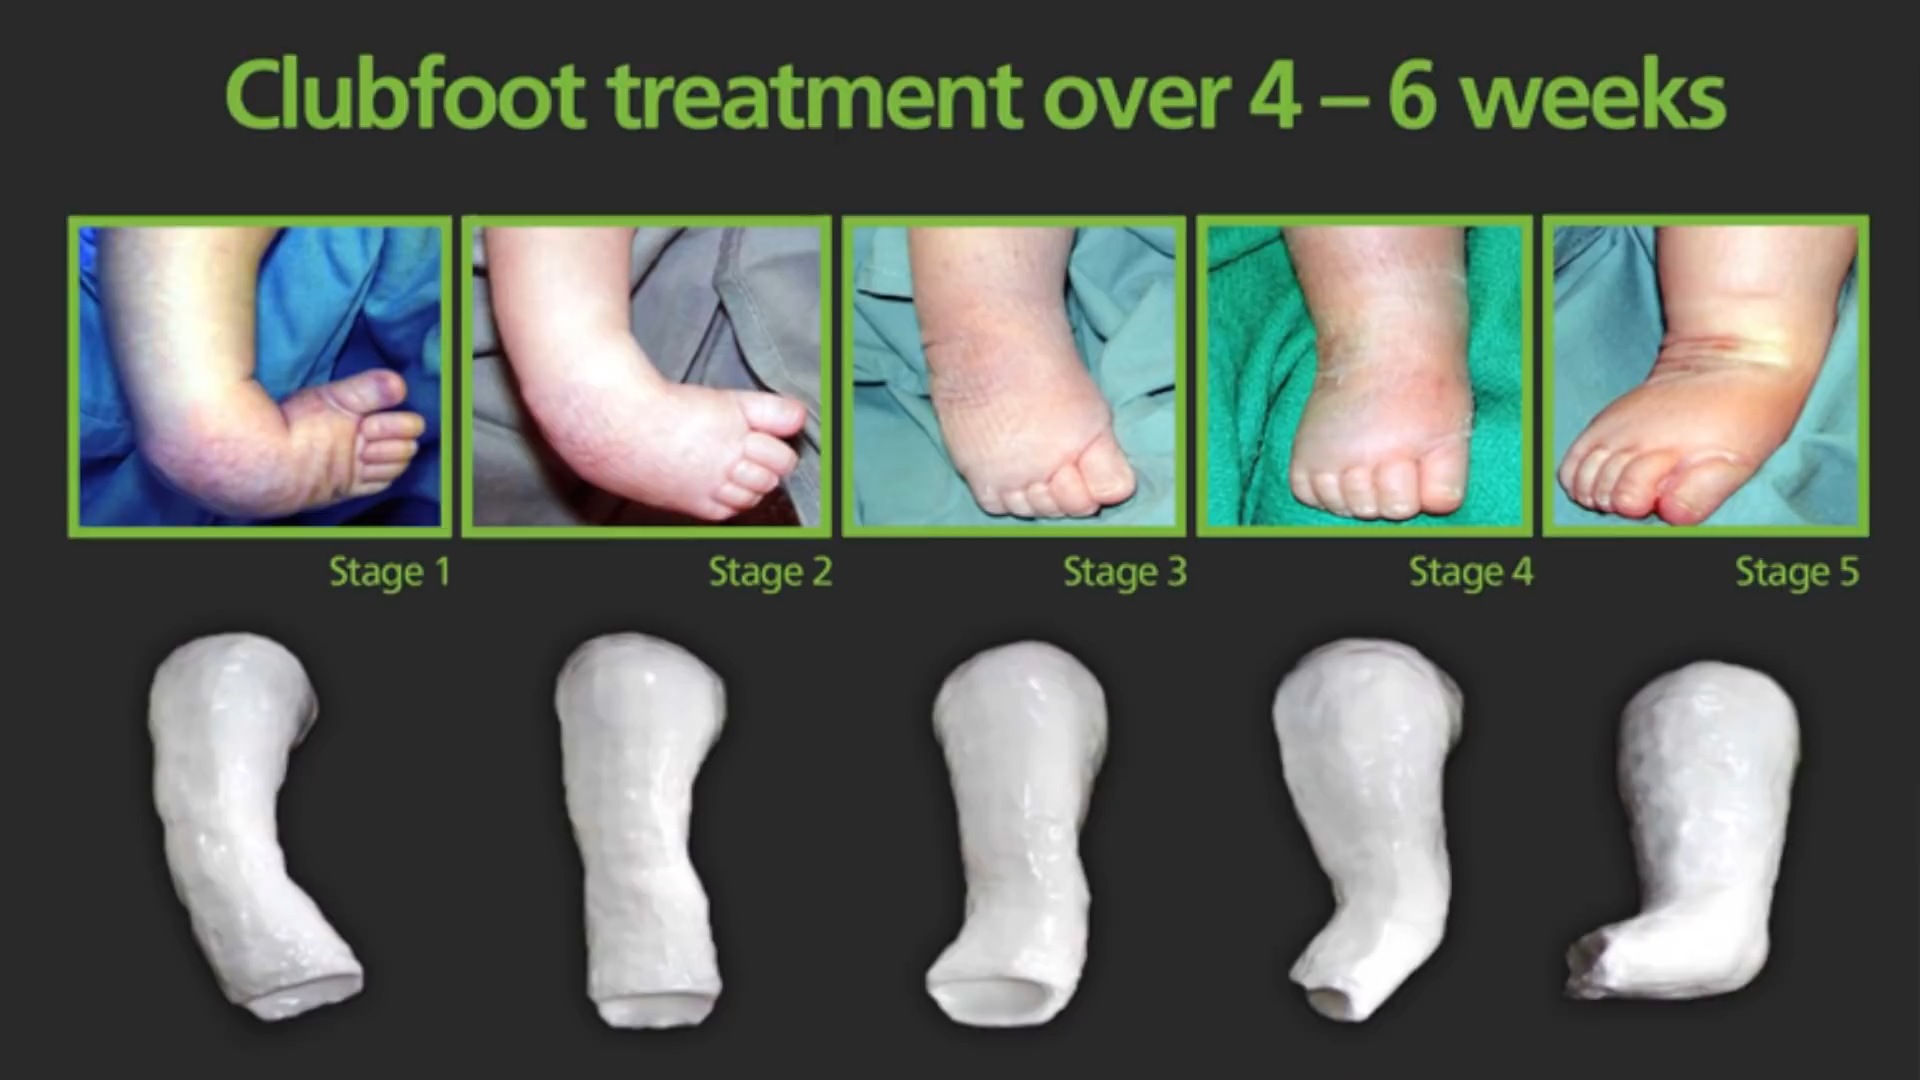 Clubfoot treatment over 4 – 6 weeks
Stage 1
Stage 2
Stage 3
Stage 4
Stage 5